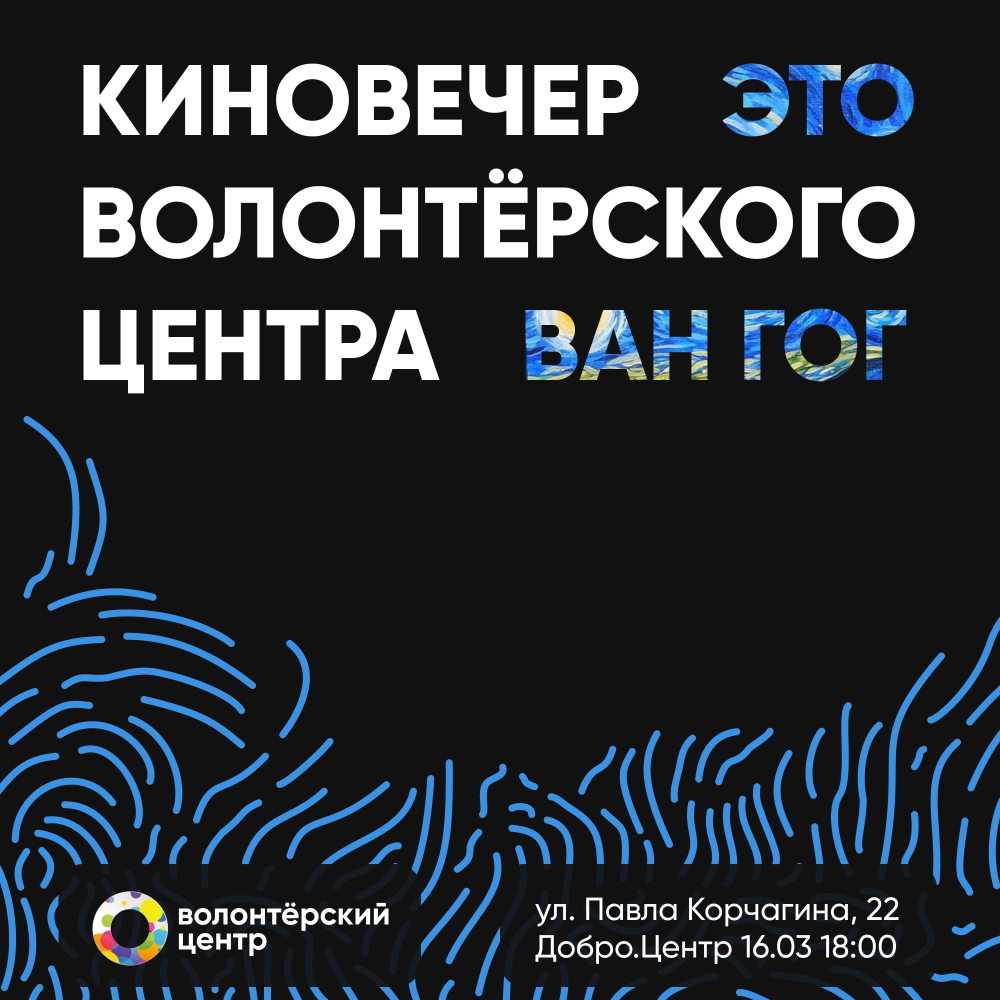 КИНОВЕЧЕР ЭТО
ВОЛОНТЁРСКОГО
ЦЕНТРА ВАН ГОГ
волонтёрский
центр
ул. Павла Корчагина, 22
Добро.Центр 16.03 18:00